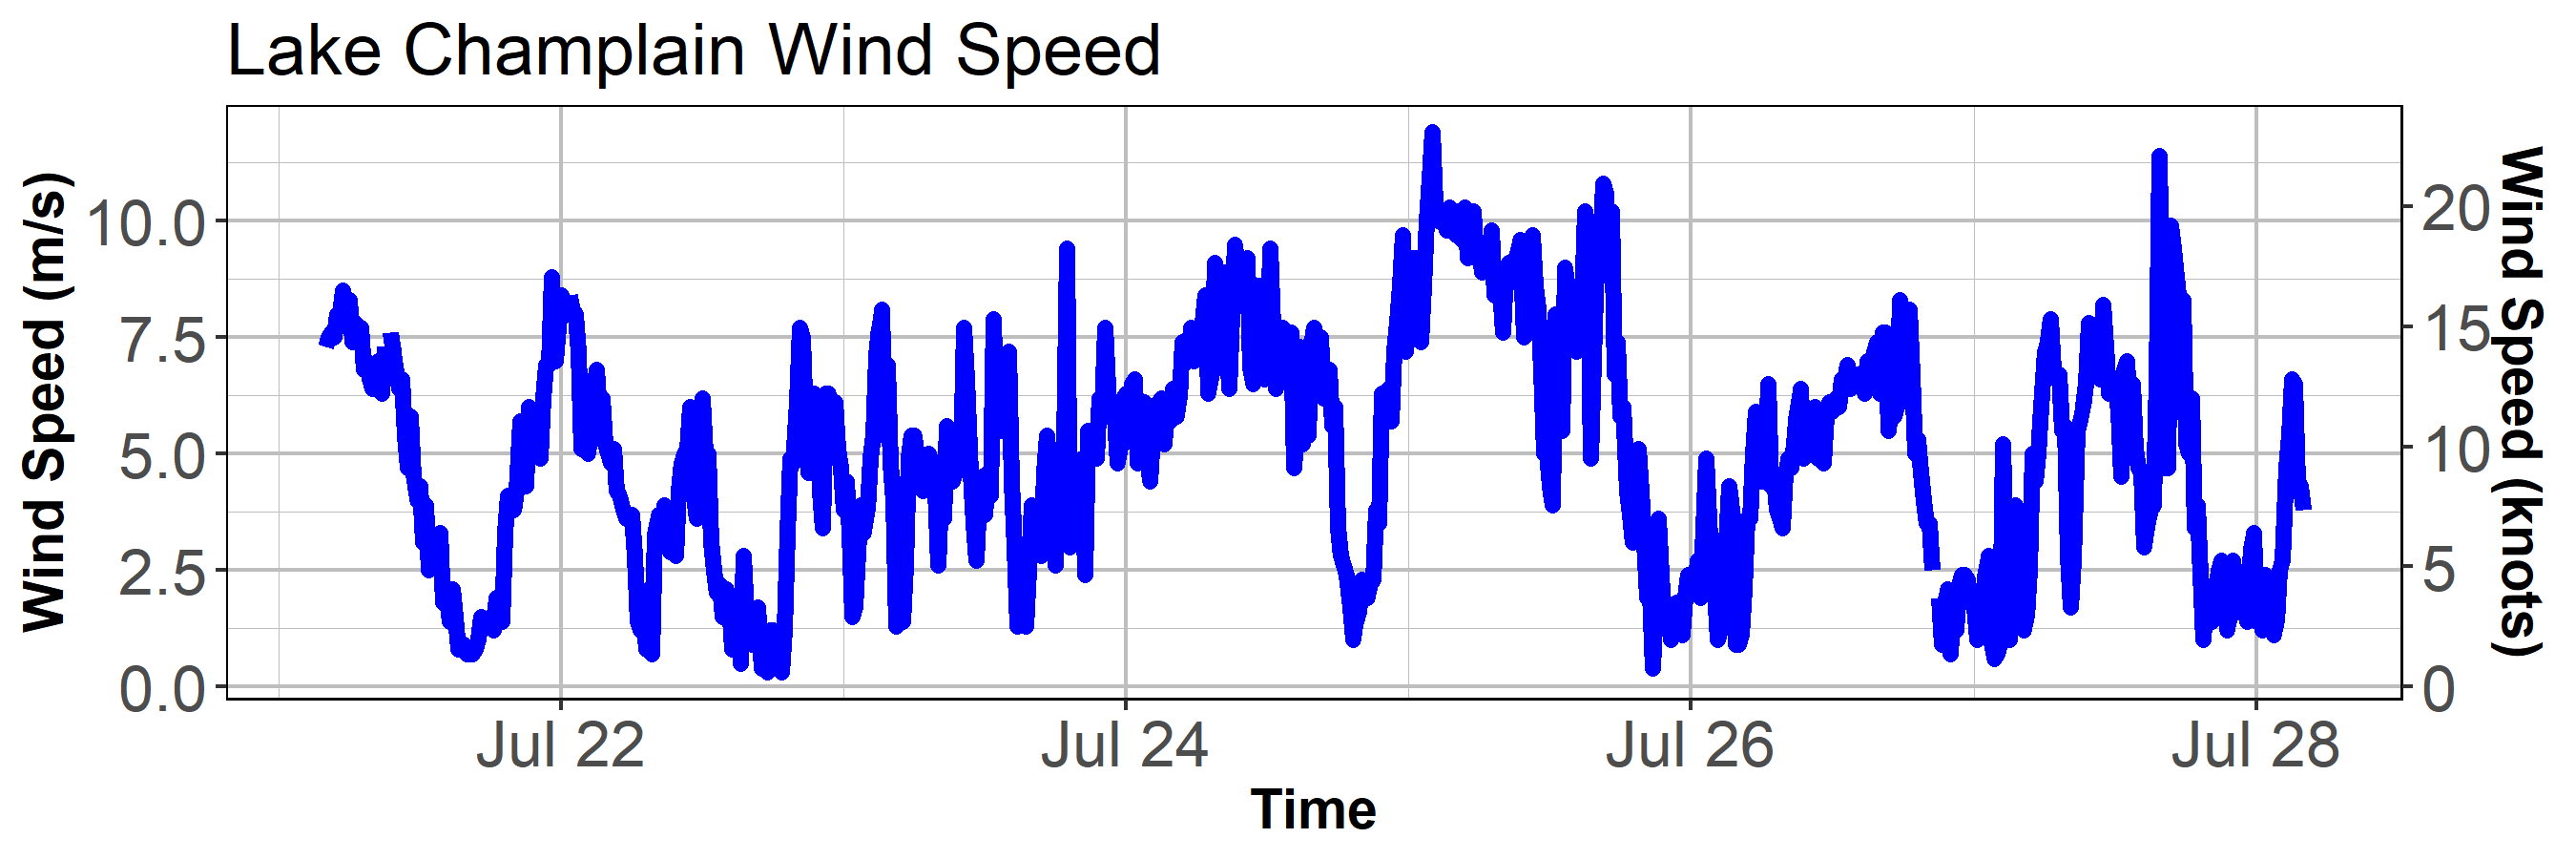 Lake Champlain Wind Speed
Wind Speed (m/s)
10.0
7.5
5.0
2.5
0.0
20
15
10
5
0
Wind Speed (knots)
Jul 22
Jul 24
Jul 26
Jul 28
Time